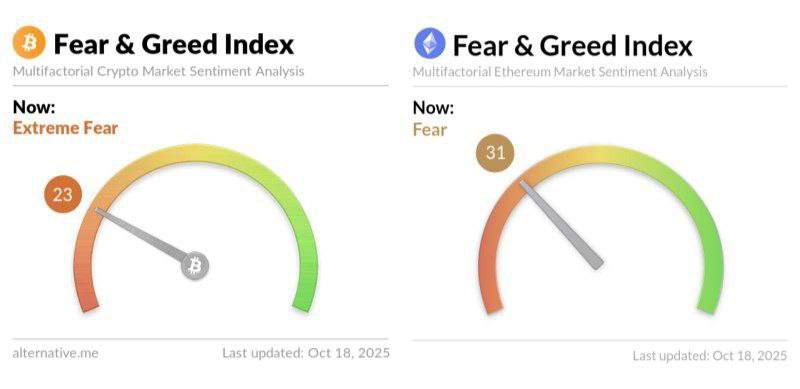 Fear & Greed Index
Multifactorial Crypto Market Sentiment Analysis
Now:
Extreme Fear
23
alternative.me
Last updated: Oct 18, 2025
Fear & Greed Index
Multifactorial Ethereum Market Sentiment Analysis
Now:
Fear
31
Last updated: Oct 18, 2025